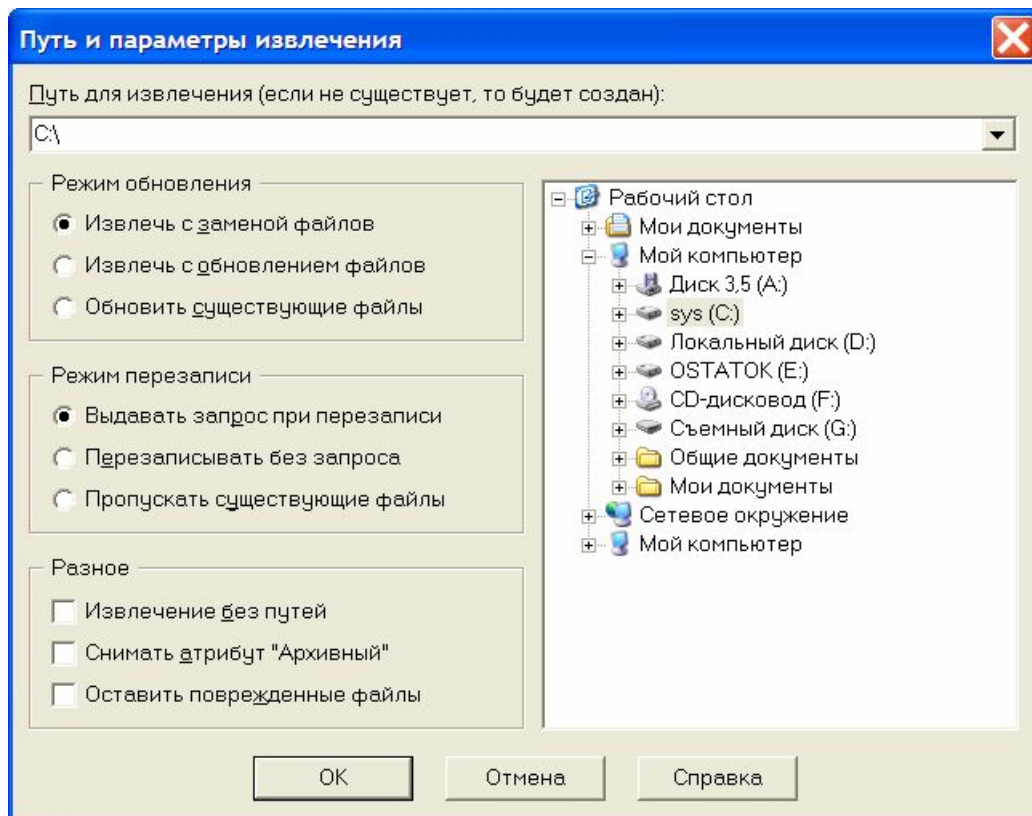 Путь и параметры извлечения
Путь для извлечения (если не существует, то будет создан):
C:\
Режим обновления
Извлечь с заменой файлов
Извлечь с обновлением файлов
Обновить существующие файлы
Режим перезаписи
Выдавать запрос при перезаписи
Перезаписывать без запроса
Пропускать существующие файлы
Разное
Извлечение без путей
Снимать атрибут "Архивный"
Оставить поврежденные файлы
Рабочий стол
Мои документы
Мой компьютер
Диск 3,5 (A:)
sys (C:)
Локальный диск (D:)
OSTATOK (E:)
CD-дисковод (F:)
Съемный диск (G:)
Общие документы
Мои документы
Сетевое окружение
Мой компьютер
OK
Отмена
Справка